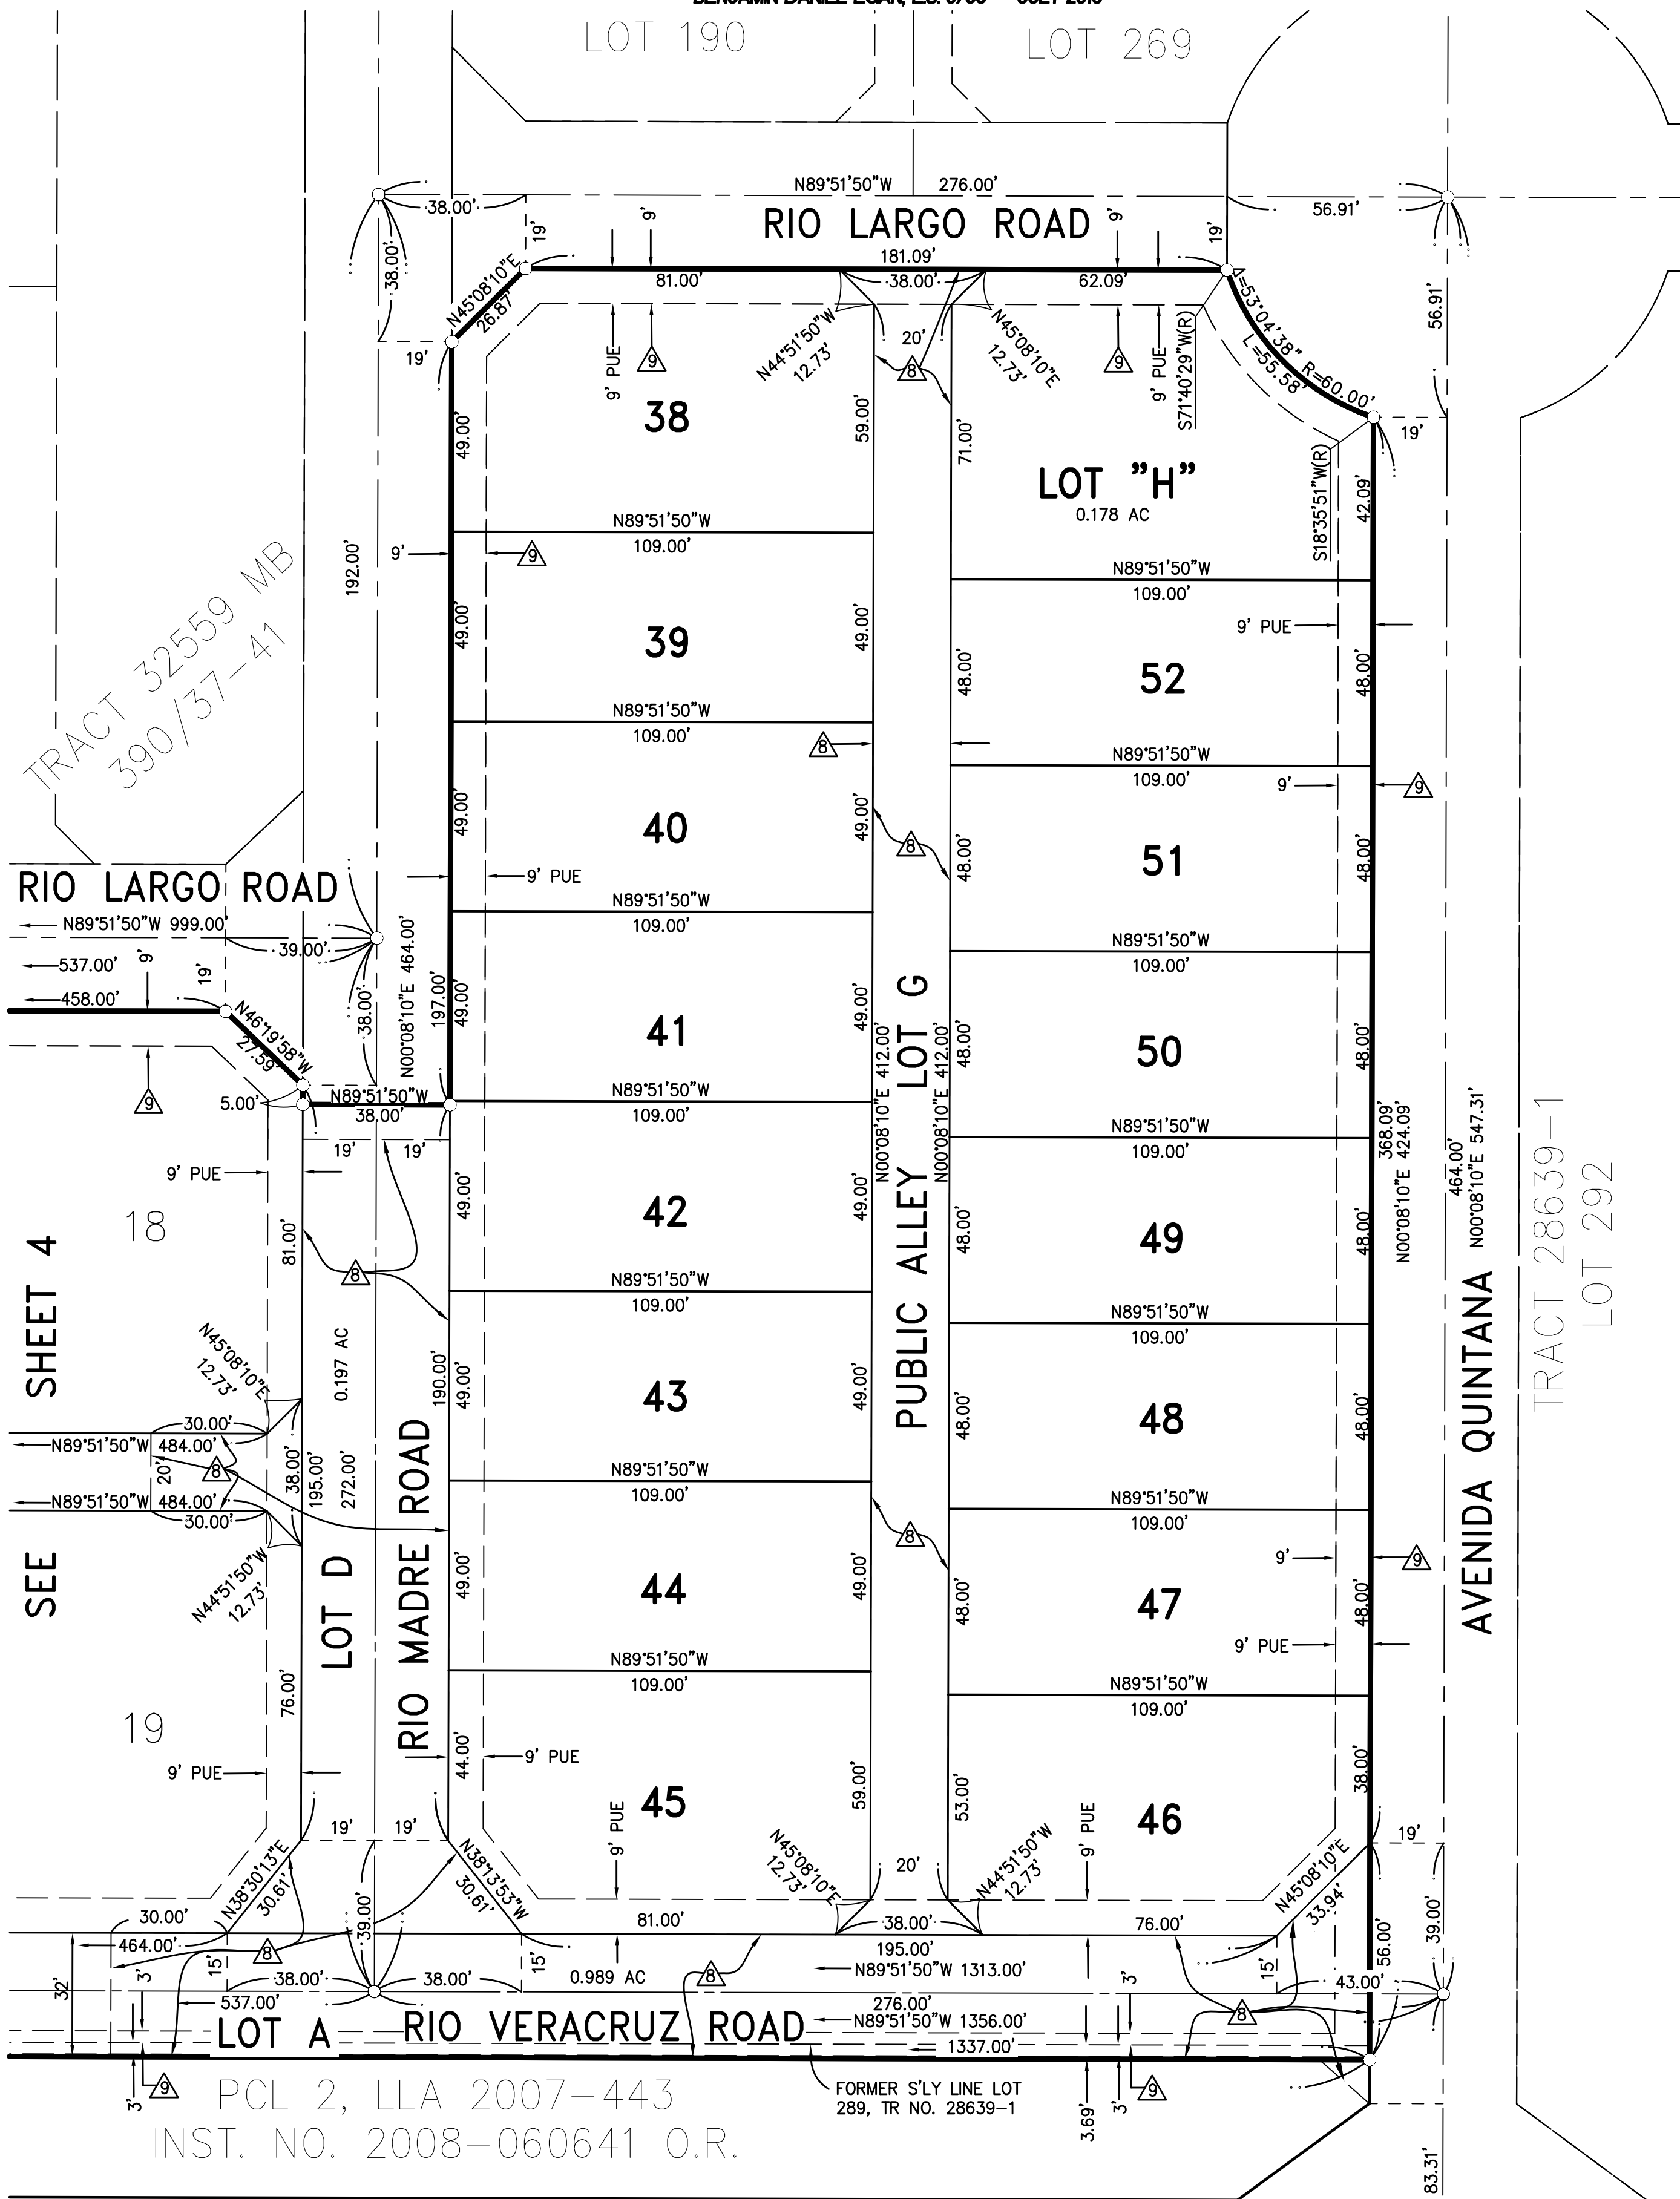 LOT 190
LOT 269
N89°51'50"W 276.00'
38.00'
56.91'
RIO LARGO ROAD
9'
9'
19'
19'
181.09'
81.00'
38.00'
62.09'
38.00'
N45°08'10"E
26.87'
19'
Δ=53°04'38" R=60.00'
L=55.58'
56.91'
19'
N44°51'50"W
12.73'
20'
N45°08'10"E
12.73'
9' PUE
9
8
9
9' PUE
S71°40'29"W(R)
S18°35'51"W(R)
49.00'
38
59.00'
71.00'
LOT "H"
0.178 AC
42.09'
N89°51'50"W
109.00'
192.00'
9'
9
N89°51'50"W
109.00'
TRACT 32559 MB
390/37-41
49.00'
39
49.00'
48.00'
9' PUE
52
48.00'
N89°51'50"W
109.00'
8
N89°51'50"W
109.00'
9'
9
49.00'
40
49.00'
8
48.00'
51
48.00'
9' PUE
RIO LARGO ROAD
N89°51'50"W
109.00'
N89°51'50"W 999.00'
39.00'
537.00'
9'
19'
458.00'
N89°51'50"W
109.00'
N46°19'58"W
27.59'
38.00'
N00°08'10"E 464.00'
197.00'
49.00'
41
49.00'
PUBLIC ALLEY LOT G
N00°08'10"E 412.00'
N00°08'10"E 412.00'
48.00'
50
48.00'
9
5.00'
N89°51'50"W
38.00'
N89°51'50"W
109.00'
N89°51'50"W
109.00'
368.09'
N00°08'10"E 424.09'
464.00'
N00°08'10"E 547.31'
TRACT 28639-1
LOT 292
19'
19'
9' PUE
18
81.00'
8
49.00'
42
49.00'
48.00'
49
48.00'
N89°51'50"W
109.00'
N89°51'50"W
109.00'
SEE SHEET 4
N45°08'10"E
12.73'
0.197 AC
190.00'
49.00'
43
49.00'
48.00'
48
48.00'
AVENIDA QUINTANA
30.00'
N89°51'50"W 484.00'
20'
8
38.00'
195.00'
272.00'
N89°51'50"W 484.00'
30.00'
N89°51'50"W
109.00'
N89°51'50"W
109.00'
N44°51'50"W
12.73'
LOT D
RIO MADRE ROAD
49.00'
44
49.00'
8
48.00'
47
9'
9
48.00'
9' PUE
N89°51'50"W
109.00'
N89°51'50"W
109.00'
19
76.00'
9' PUE
44.00'
9' PUE
45
59.00'
53.00'
46
38.00'
19'
19'
9' PUE
9' PUE
19'
N38°30'13"E
30.61'
N38°13'53"W
30.61'
N45°08'10"E
12.73'
20'
N44°51'50"W
12.73'
N45°08'10"E
33.94'
30.00'
464.00'
8
39.00'
81.00'
38.00'
76.00'
195.00'
56.00'
39.00'
32'
3'
15'
38.00'
38.00'
15'
0.989 AC
8
N89°51'50"W 1313.00'
3'
15'
43.00'
537.00'
276.00'
8
LOT A RIO VERACRUZ ROAD
N89°51'50"W 1356.00'
1337.00'
3'
9
PCL 2, LLA 2007-443
INST. NO. 2008-060641 O.R.
FORMER S'LY LINE LOT
289, TR NO. 28639-1
3.69'
3'
9
83.31'